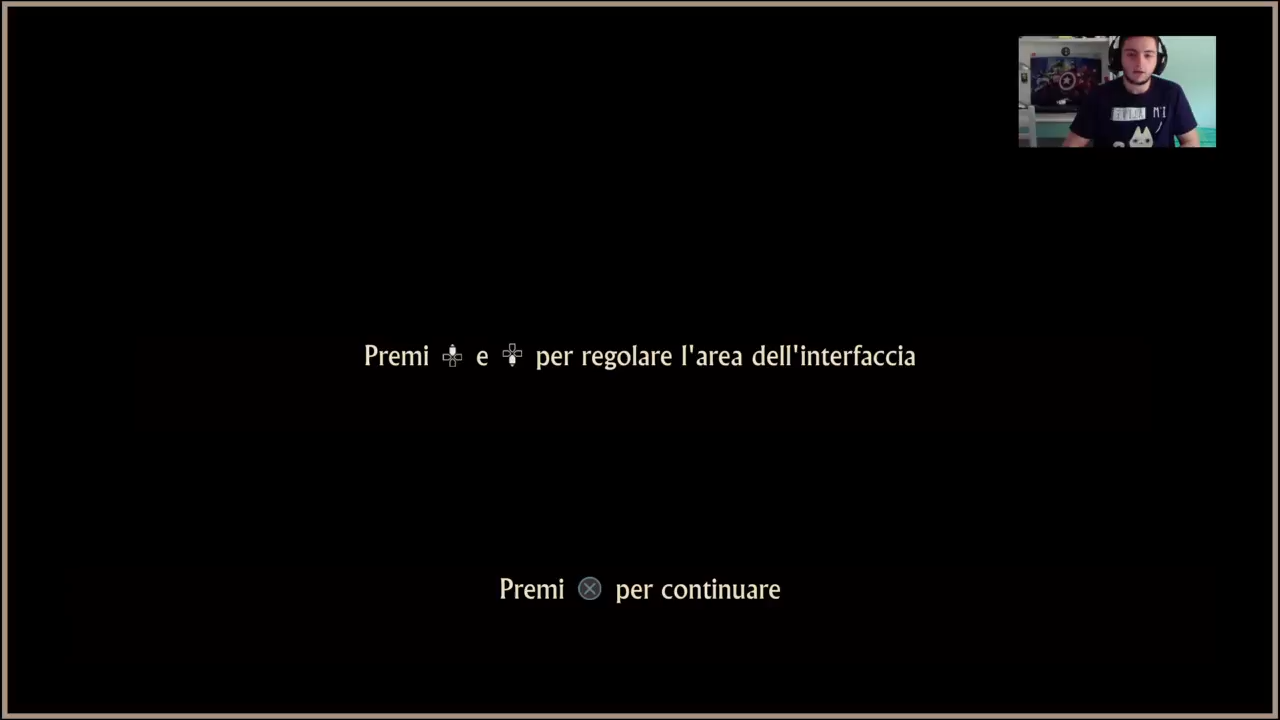 Premi e per regolare l'area dell'interfaccia
Premi per continuare